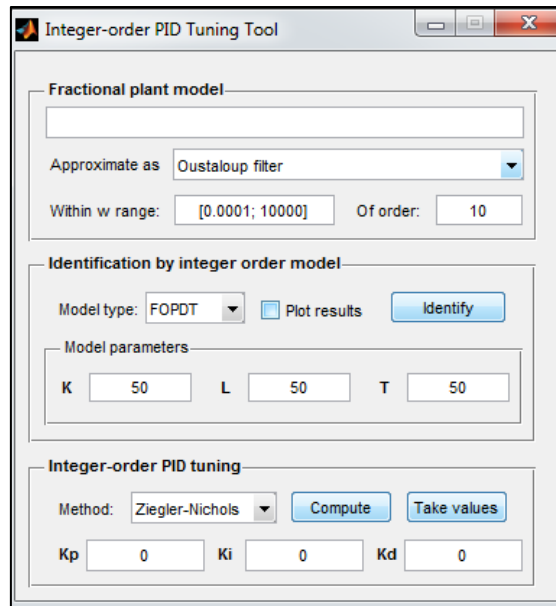 Integer-order PID Tuning Tool
Fractional plant model
Approximate as Oustaloup filter
Within w range: [0.0001; 10000] Of order: 10
Identification by integer order model
Model type: FOPDT Plot results Identify
Model parameters
K 50 L 50 T 50
Integer-order PID tuning
Method: Ziegler-Nichols Compute Take values
Kp 0 Ki 0 Kd 0